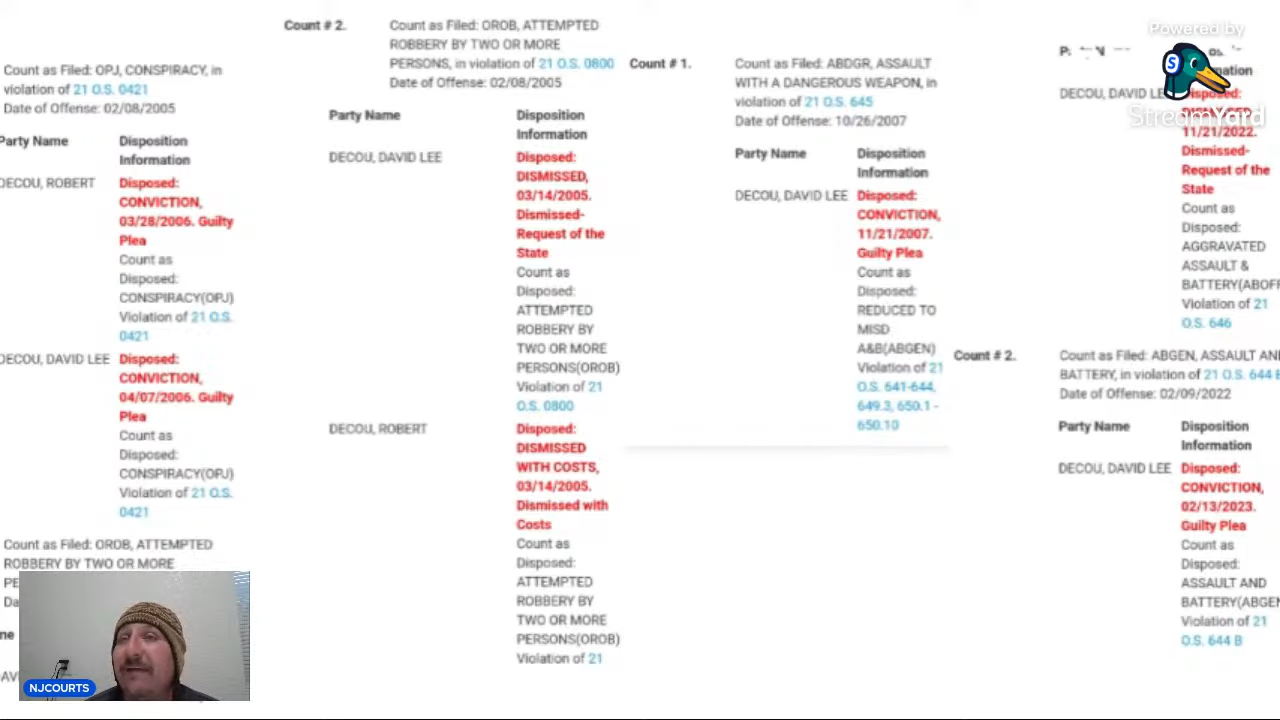 Count as Filed: OPJ, CONSPIRACY, in
violation of 21 O.S. 0421
Date of Offense: 02/08/2005
Party Name
Disposition
Information
DECOU, ROBERT
Disposed:
CONVICTION,
03/28/2006. Guilty
Plea
Count as
Disposed:
CONSPIRACY(OPJ)
Violation of 21 O.S.
0421
DECOU, DAVID LEE
Disposed:
CONVICTION,
04/07/2006. Guilty
Plea
Count as
Disposed:
CONSPIRACY(OPJ)
Violation of 21 O.S.
0421
Count as Filed: OROB, ATTEMPTED
ROBBERY BY TWO OR MORE
NJCOURTS
Count # 2.
Count as Filed: OROB, ATTEMPTED
ROBBERY BY TWO OR MORE
PERSONS, in violation of 21 O.S. 0800
Date of Offense: 02/08/2005
Party Name
Disposition
Information
DECOU, DAVID LEE
Disposed:
DISMISSED,
03/14/2005.
Dismissed-
Request of the
State
Count as
Disposed:
ATTEMPTED
ROBBERY BY
TWO OR MORE
PERSONS(OROB)
Violation of 21
O.S. 0800
DECOU, ROBERT
Disposed:
DISMISSED
WITH COSTS,
03/14/2005.
Dismissed with
Costs
Count as
Disposed:
ATTEMPTED
ROBBERY BY
TWO OR MORE
PERSONS(OROB)
Violation of 21
Count # 1.
Count as Filed: ABDGR, ASSAULT
WITH A DANGEROUS WEAPON, in
violation of 21 O.S. 645
Date of Offense: 10/26/2007
Party Name
Disposition
Information
DECOU, DAVID LEE
Disposed:
CONVICTION,
11/21/2007.
Guilty Plea
Count as
Disposed:
REDUCED TO
MISD
A&B(ABGEN)
Violation of 21
O.S. 641-644,
649.3, 650.1 -
650.10
Powered by
StreamYard
DECOU, DAVID LEE
Disposed:
DISMISSED,
11/21/2022.
Dismissed-
Request of the
State
Count as
Disposed:
AGGRAVATED
ASSAULT &
BATTERY(ABOFF
Violation of 21
O.S. 646
Count # 2.
Count as Filed: ABGEN, ASSAULT AND
BATTERY, in violation of 21 O.S. 644 B
Date of Offense: 02/09/2022
Party Name
Disposition
Information
DECOU, DAVID LEE
Disposed:
CONVICTION,
02/13/2023.
Guilty Plea
Count as
Disposed:
ASSAULT AND
BATTERY(ABGEN
Violation of 21
O.S. 644 B